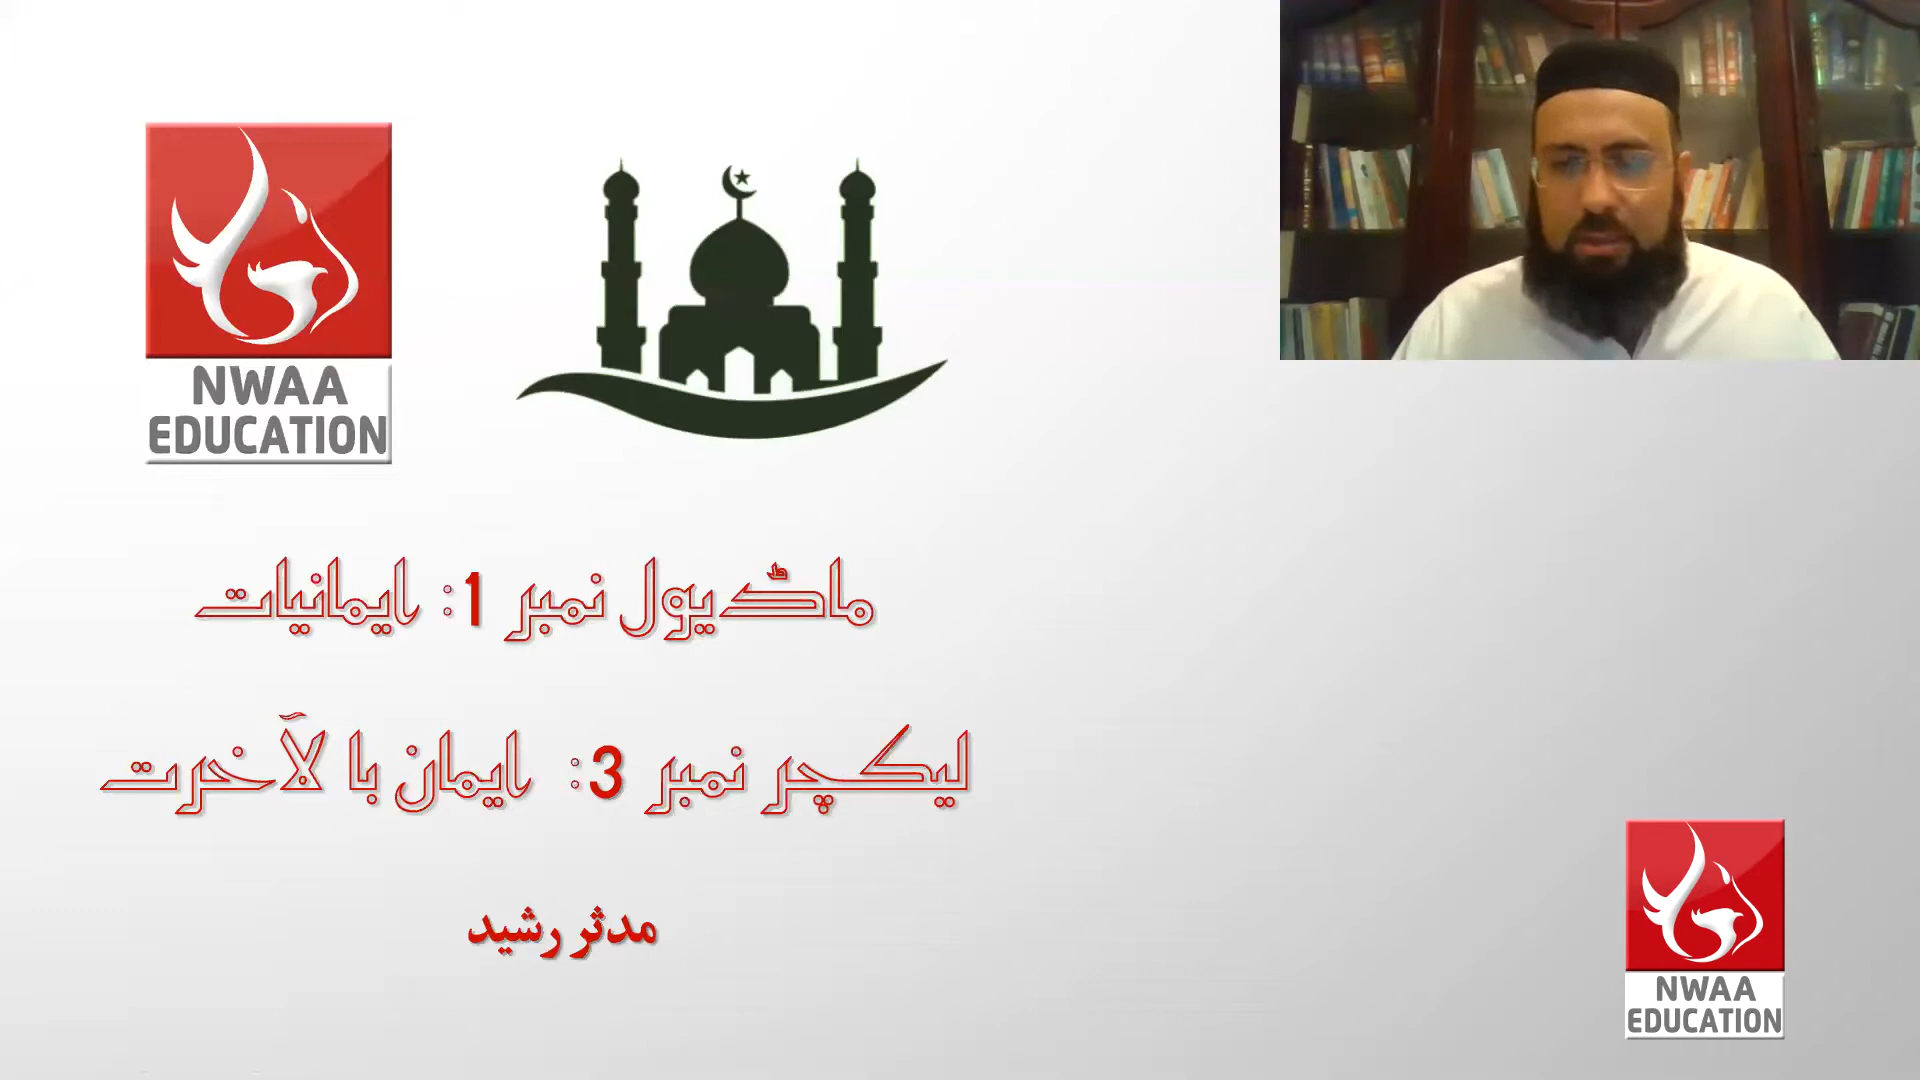 NWAA
EDUCATION
ماڈیول نمبر 1: ایمانیات
لیکچر نمبر 3: ایمان با لآخرت
مدثر رشید
NWAA
EDUCATION